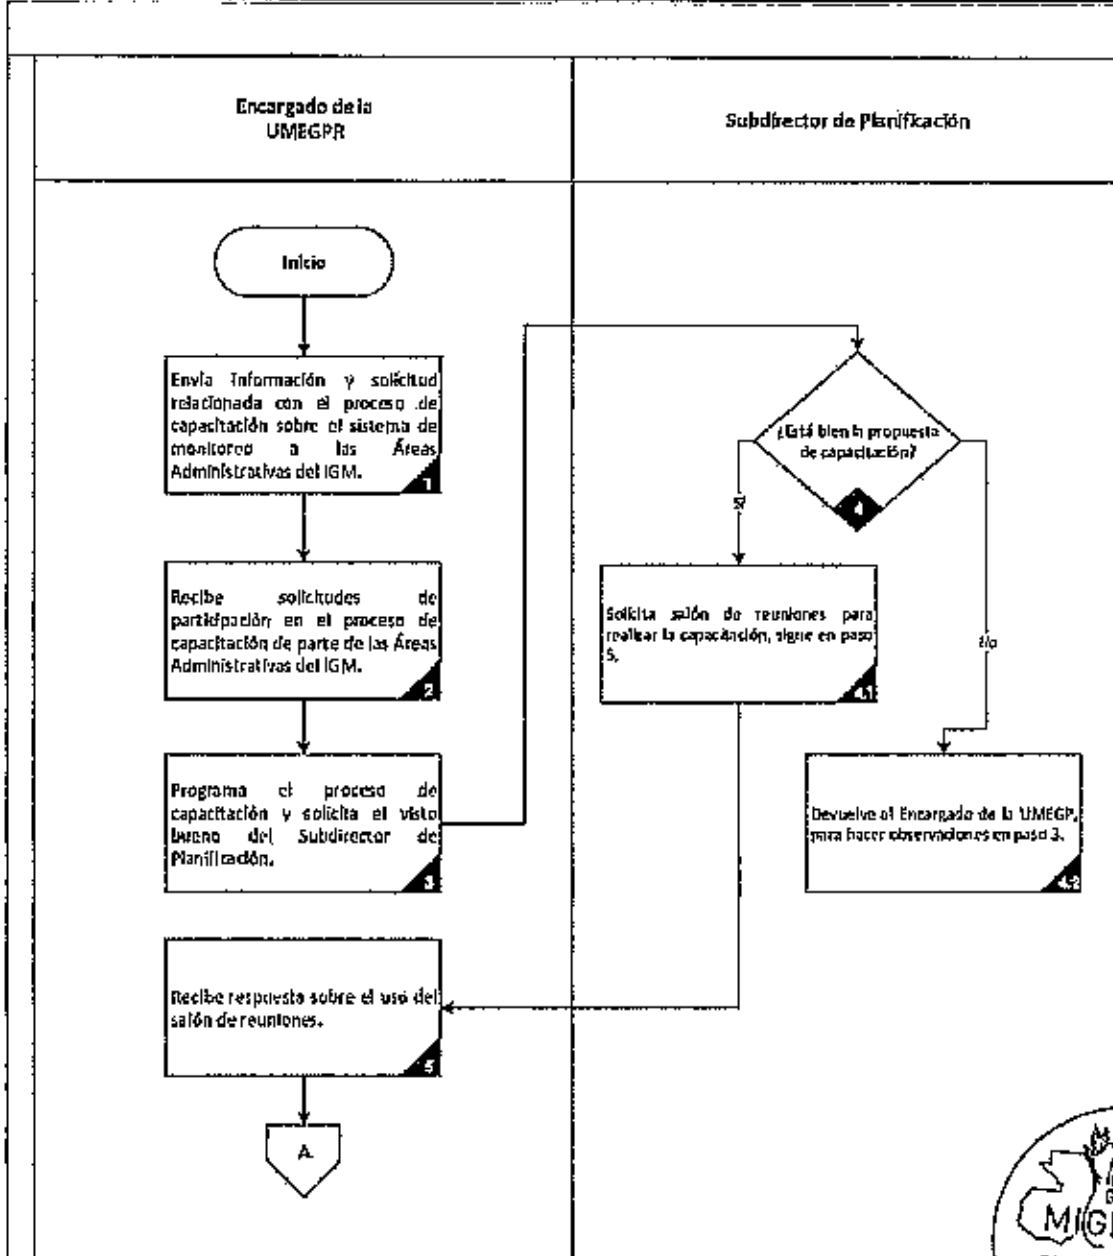 Encargado de la
UMEGPR
Subdirector de Planificación
Inicio
Envía Información y solicitud
relacionada con el proceso de
capacitación sobre el sistema de
monitoreo a las Áreas
Administrativas del IGM.
1
Recibe solicitudes de
participación en el proceso de
capacitación de parte de las Áreas
Administrativas del IGM.
2
Programa el proceso de
capacitación y solicita el visto
bueno del Subdirector de
Planificación.
3
¿Está bien la propuesta
de capacitación?
4
Si
No
Solicita salón de reuniones para
realizar la capacitación, sigue en paso
5.
4.1
Devuelve al Encargado de la UMEGP,
para hacer observaciones en paso 3.
4.2
Recibe respuesta sobre el uso del
salón de reuniones.
5
A